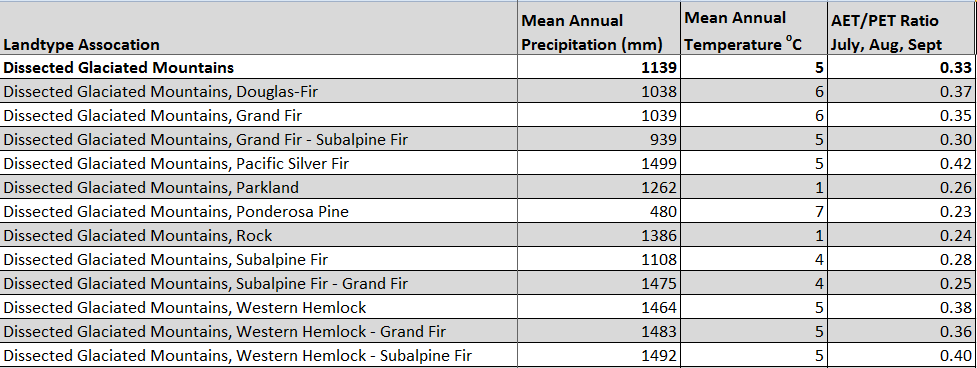 Landtype Assocation Mean Annual Precipitation (mm) Mean Annual Temperature °C AET/PET Ratio July, Aug, Sept
Dissected Glaciated Mountains 1139 5 0.33
Dissected Glaciated Mountains, Douglas-Fir 1038 6 0.37
Dissected Glaciated Mountains, Grand Fir 1039 6 0.35
Dissected Glaciated Mountains, Grand Fir - Subalpine Fir 939 5 0.30
Dissected Glaciated Mountains, Pacific Silver Fir 1499 5 0.42
Dissected Glaciated Mountains, Parkland 1262 1 0.26
Dissected Glaciated Mountains, Ponderosa Pine 480 7 0.23
Dissected Glaciated Mountains, Rock 1386 1 0.24
Dissected Glaciated Mountains, Subalpine Fir 1108 4 0.28
Dissected Glaciated Mountains, Subalpine Fir - Grand Fir 1475 4 0.25
Dissected Glaciated Mountains, Western Hemlock 1464 5 0.38
Dissected Glaciated Mountains, Western Hemlock - Grand Fir 1483 5 0.36
Dissected Glaciated Mountains, Western Hemlock - Subalpine Fir 1492 5 0.40